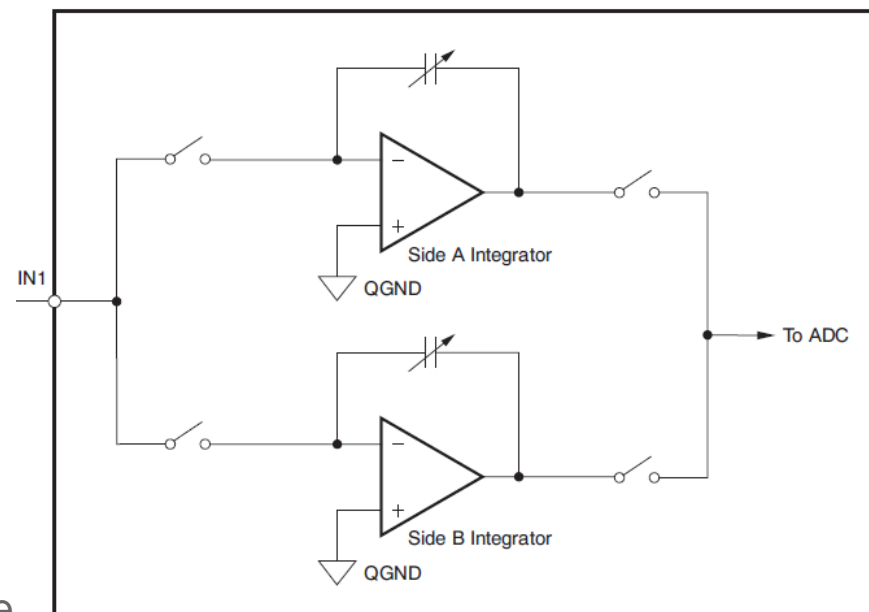 −
+
Side A Integrator
QGND
IN1
To ADC
−
+
Side B Integrator
QGND
e